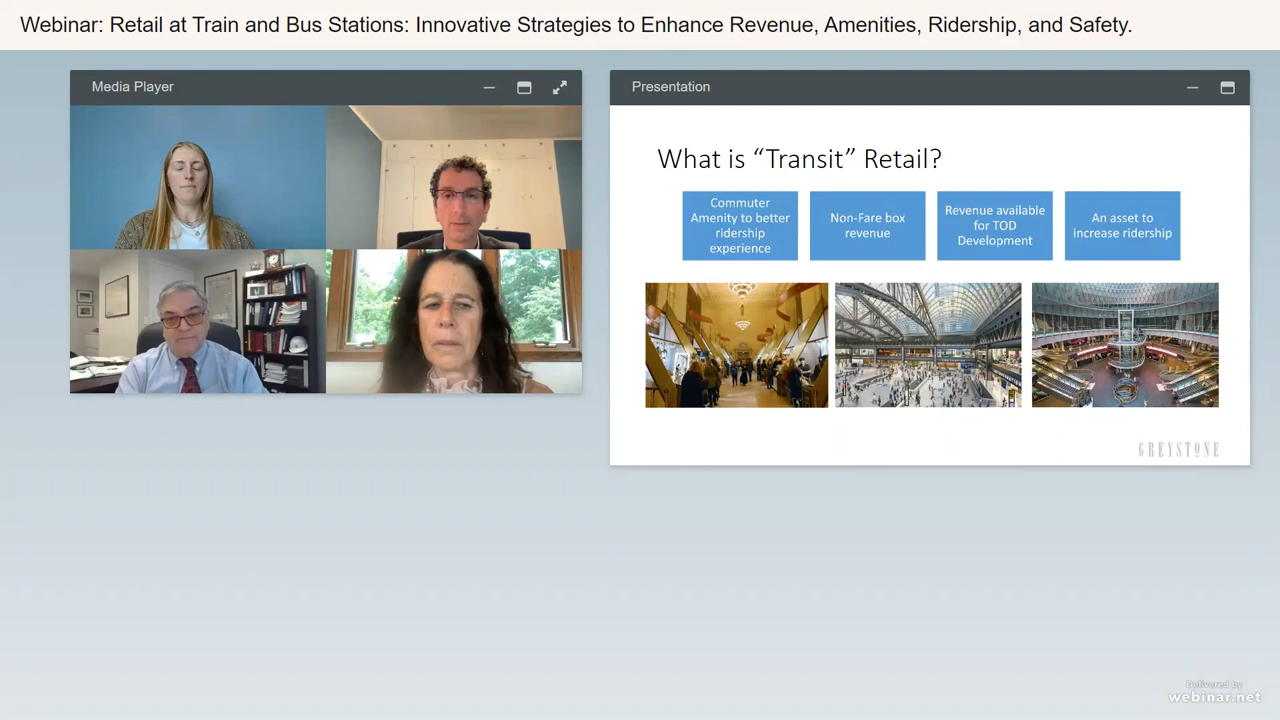 Webinar: Retail at Train and Bus Stations: Innovative Strategies to Enhance Revenue, Amenities, Ridership, and Safety.
Media Player
Presentation
What is “Transit” Retail?
Commuter
Amenity to better
ridership
experience
Non-Fare box
revenue
Revenue available
for TOD
Development
An asset to
increase ridership
GREYSTONE
Delivered by
webinar.net